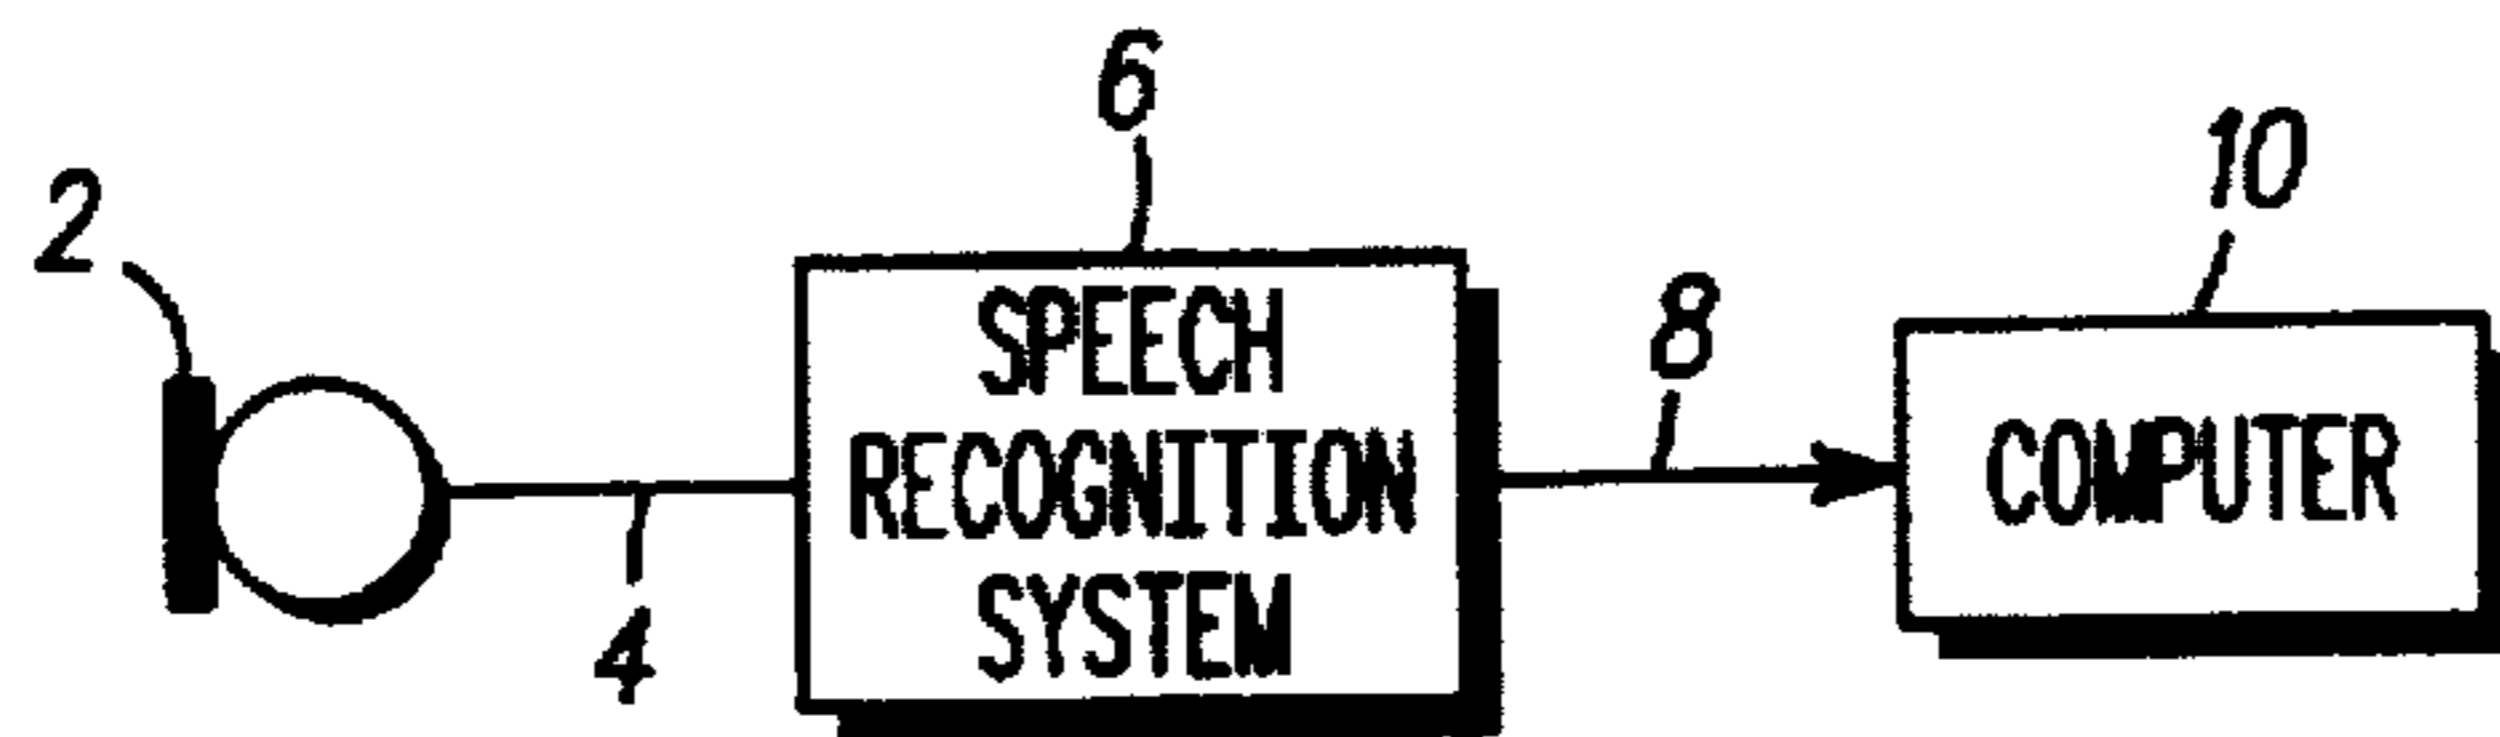 6
10
2
8
SPEECH
RECOGNITION
SYSTEM
COMPUTER
4